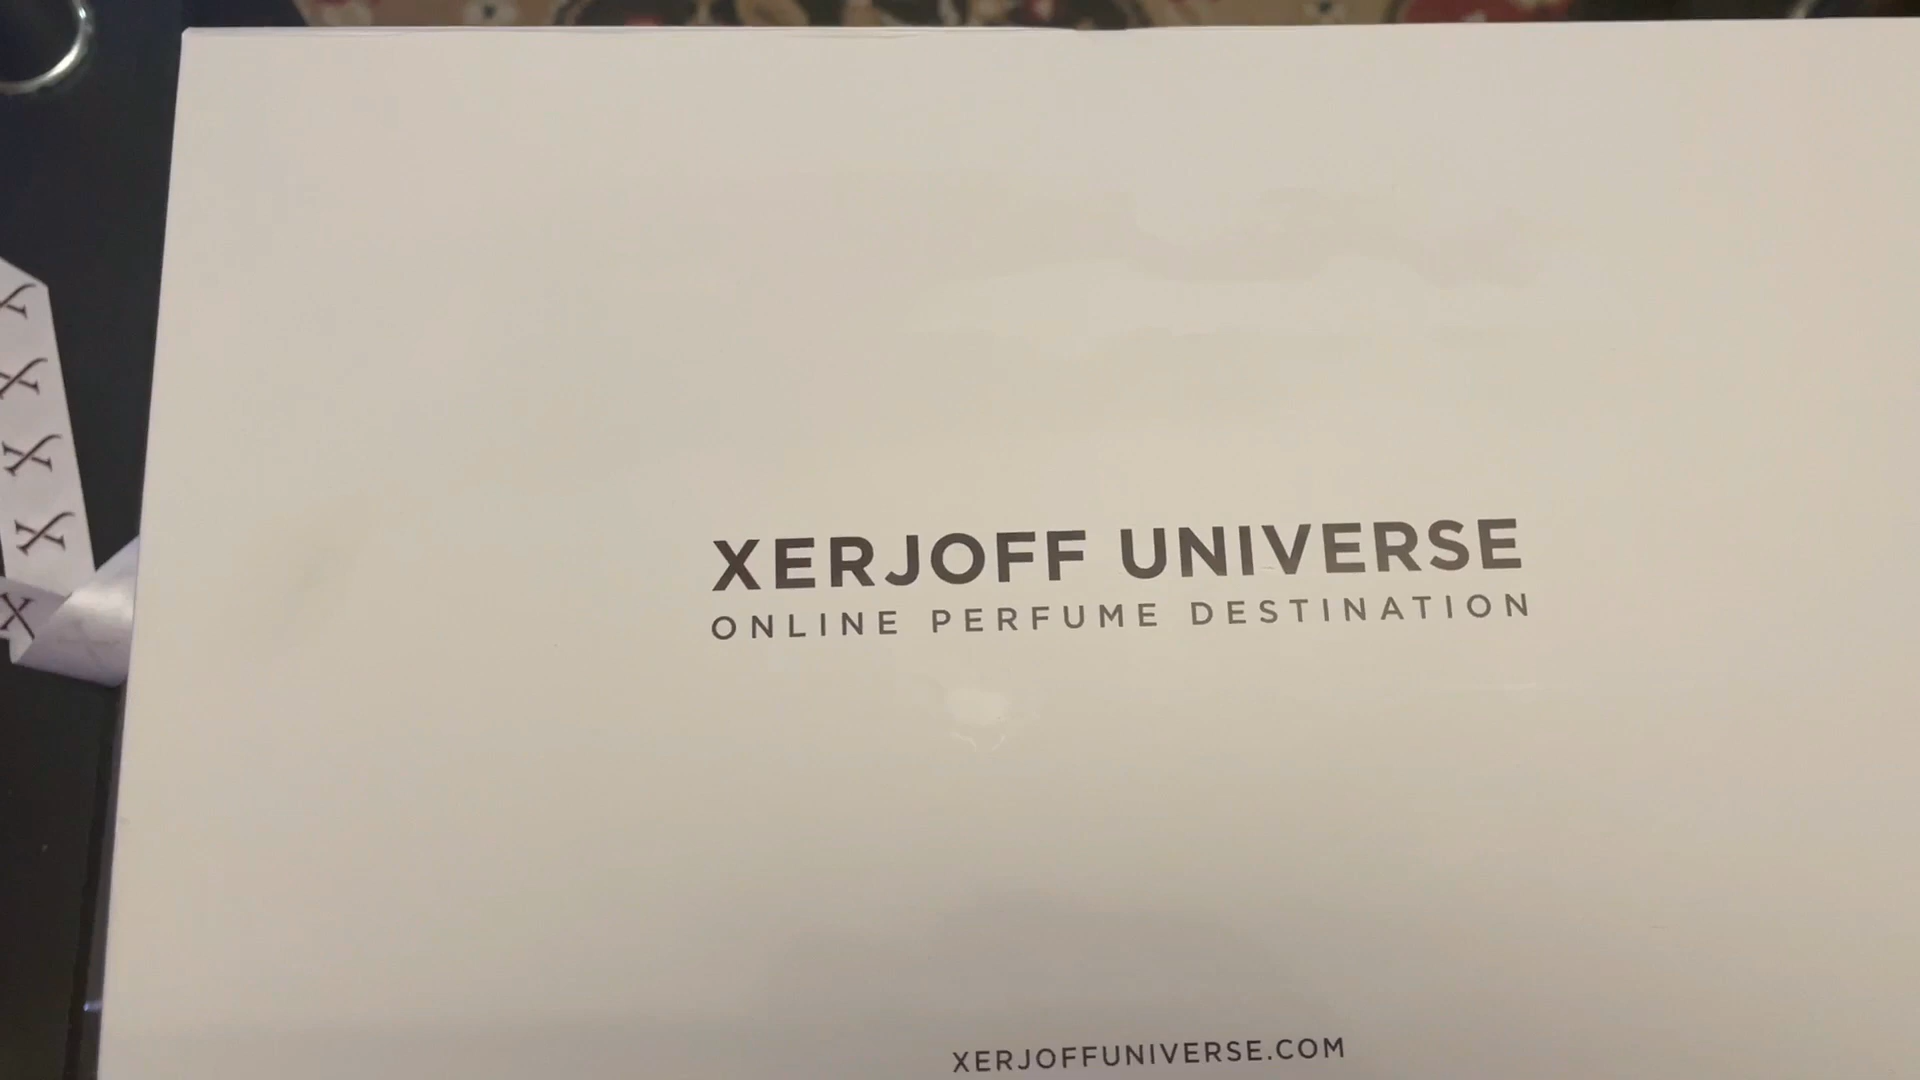 XERJOFF UNIVERSE
ONLINE PERFUME DESTINATION
XERJOFFUNIVERSE.COM
X
X
X
X
X